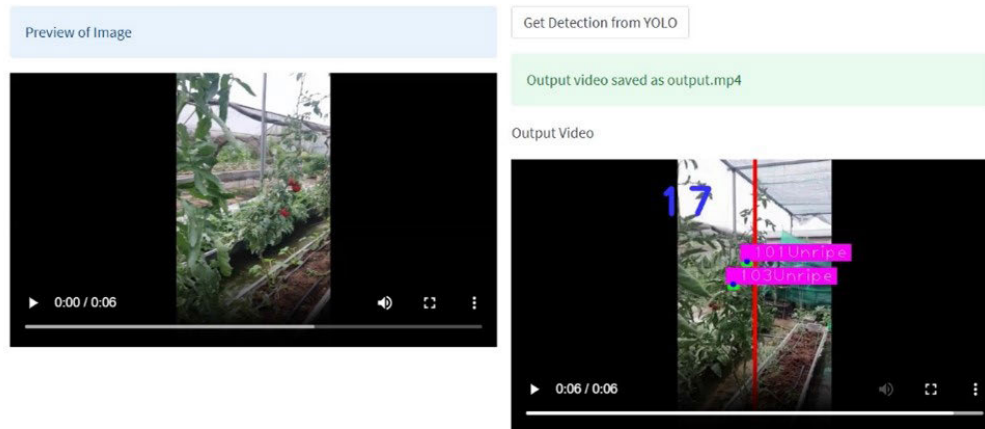 Preview of Image
0:00 / 0:06
Get Detection from YOLO
Output video saved as output.mp4
Output Video
17
101Unripe
103Unripe
0:06 / 0:06